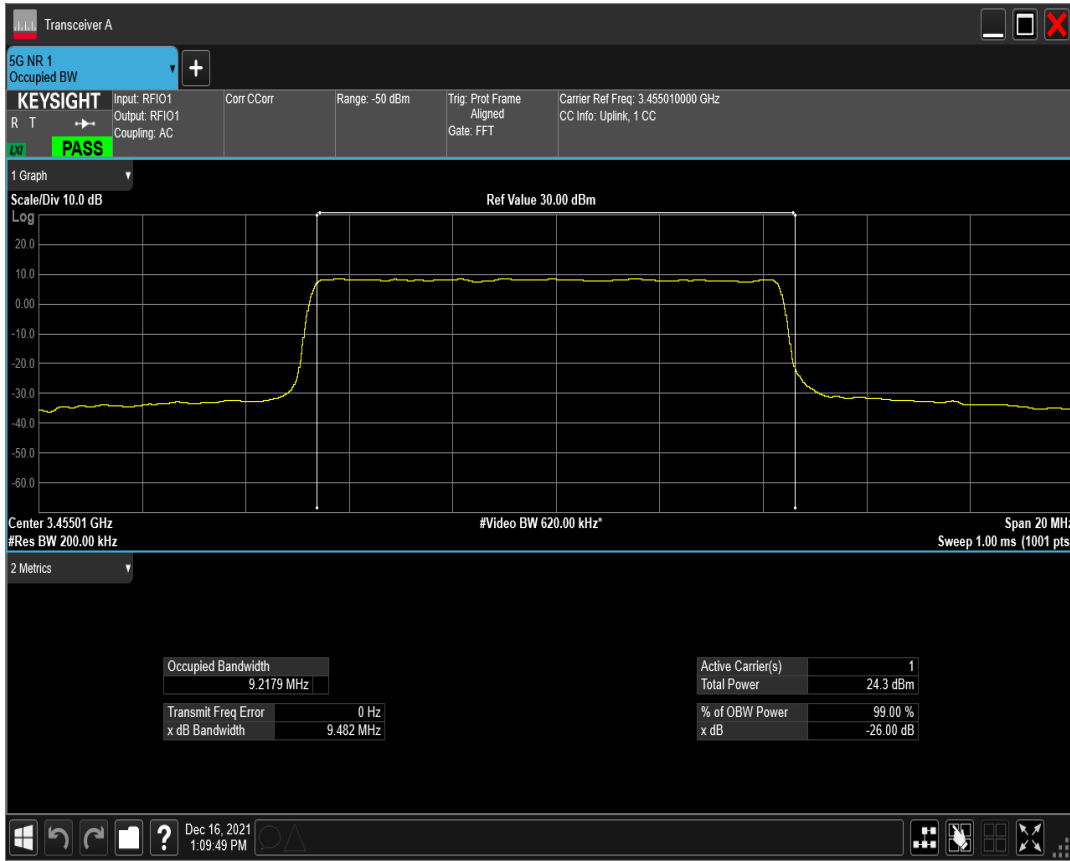 Transceiver A
5G NR 1
Occupied BW
KEYSIGHT
R T
LXI
PASS
Input: RFIO1
Output: RFIO1
Coupling: AC
Corr CCorr
Range: -50 dBm
Trig: Prot Frame
Aligned
Gate: FFT
Carrier Ref Freq: 3.455010000 GHz
CC Info: Uplink, 1 CC
1 Graph
Scale/Div 10.0 dB
Ref Value 30.00 dBm
Log
20.0
10.0
0.00
-10.0
-20.0
-30.0
-40.0
-50.0
-60.0
Center 3.45501 GHz
#Video BW 620.00 kHz*
Span 20 MHz
#Res BW 200.00 kHz
Sweep 1.00 ms (1001 pts
2 Metrics
Occupied Bandwidth
9.2179 MHz
Transmit Freq Error 0 Hz
x dB Bandwidth 9.482 MHz
Active Carrier(s) 1
Total Power 24.3 dBm
% of OBW Power 99.00 %
x dB -26.00 dB
?
Dec 16, 2021
1:09:49 PM